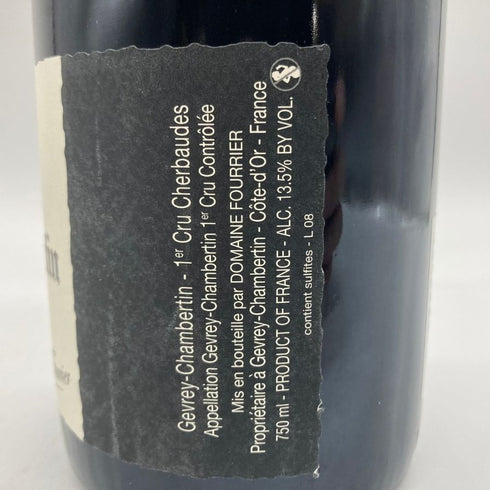 Gevrey-Chambertin - 1er Cru Cherbaudes
Appellation Gevrey-Chambertin 1er Cru Contrôlée
Mis en bouteille par DOMAINE FOURRIER
Propriétaire à Gevrey-Chambertin - Côte-d'Or - France
750 ml - PRODUCT OF FRANCE - ALC. 13.5% BY VOL.
contient sulfites - L 08